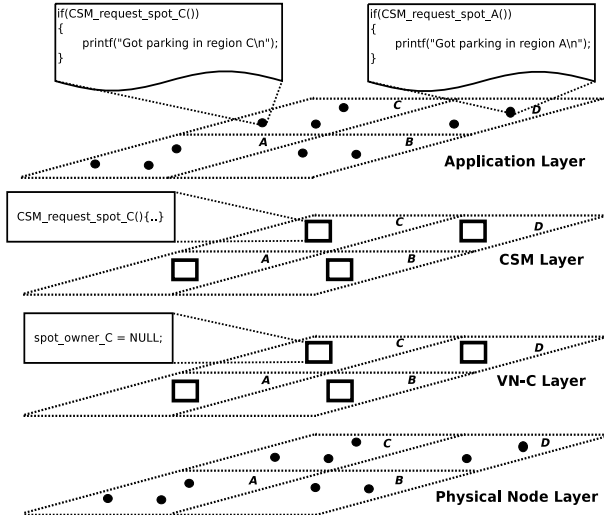 if(CSM_request_spot_C())
{
printf("Got parking in region C\n");
}
if(CSM_request_spot_A())
{
printf("Got parking in region A\n");
}
C
D
A
B
Application Layer
CSM_request_spot_C(){..}
C
D
A
B
CSM Layer
spot_owner_C = NULL;
C
D
A
B
VN-C Layer
C
D
A
B
Physical Node Layer